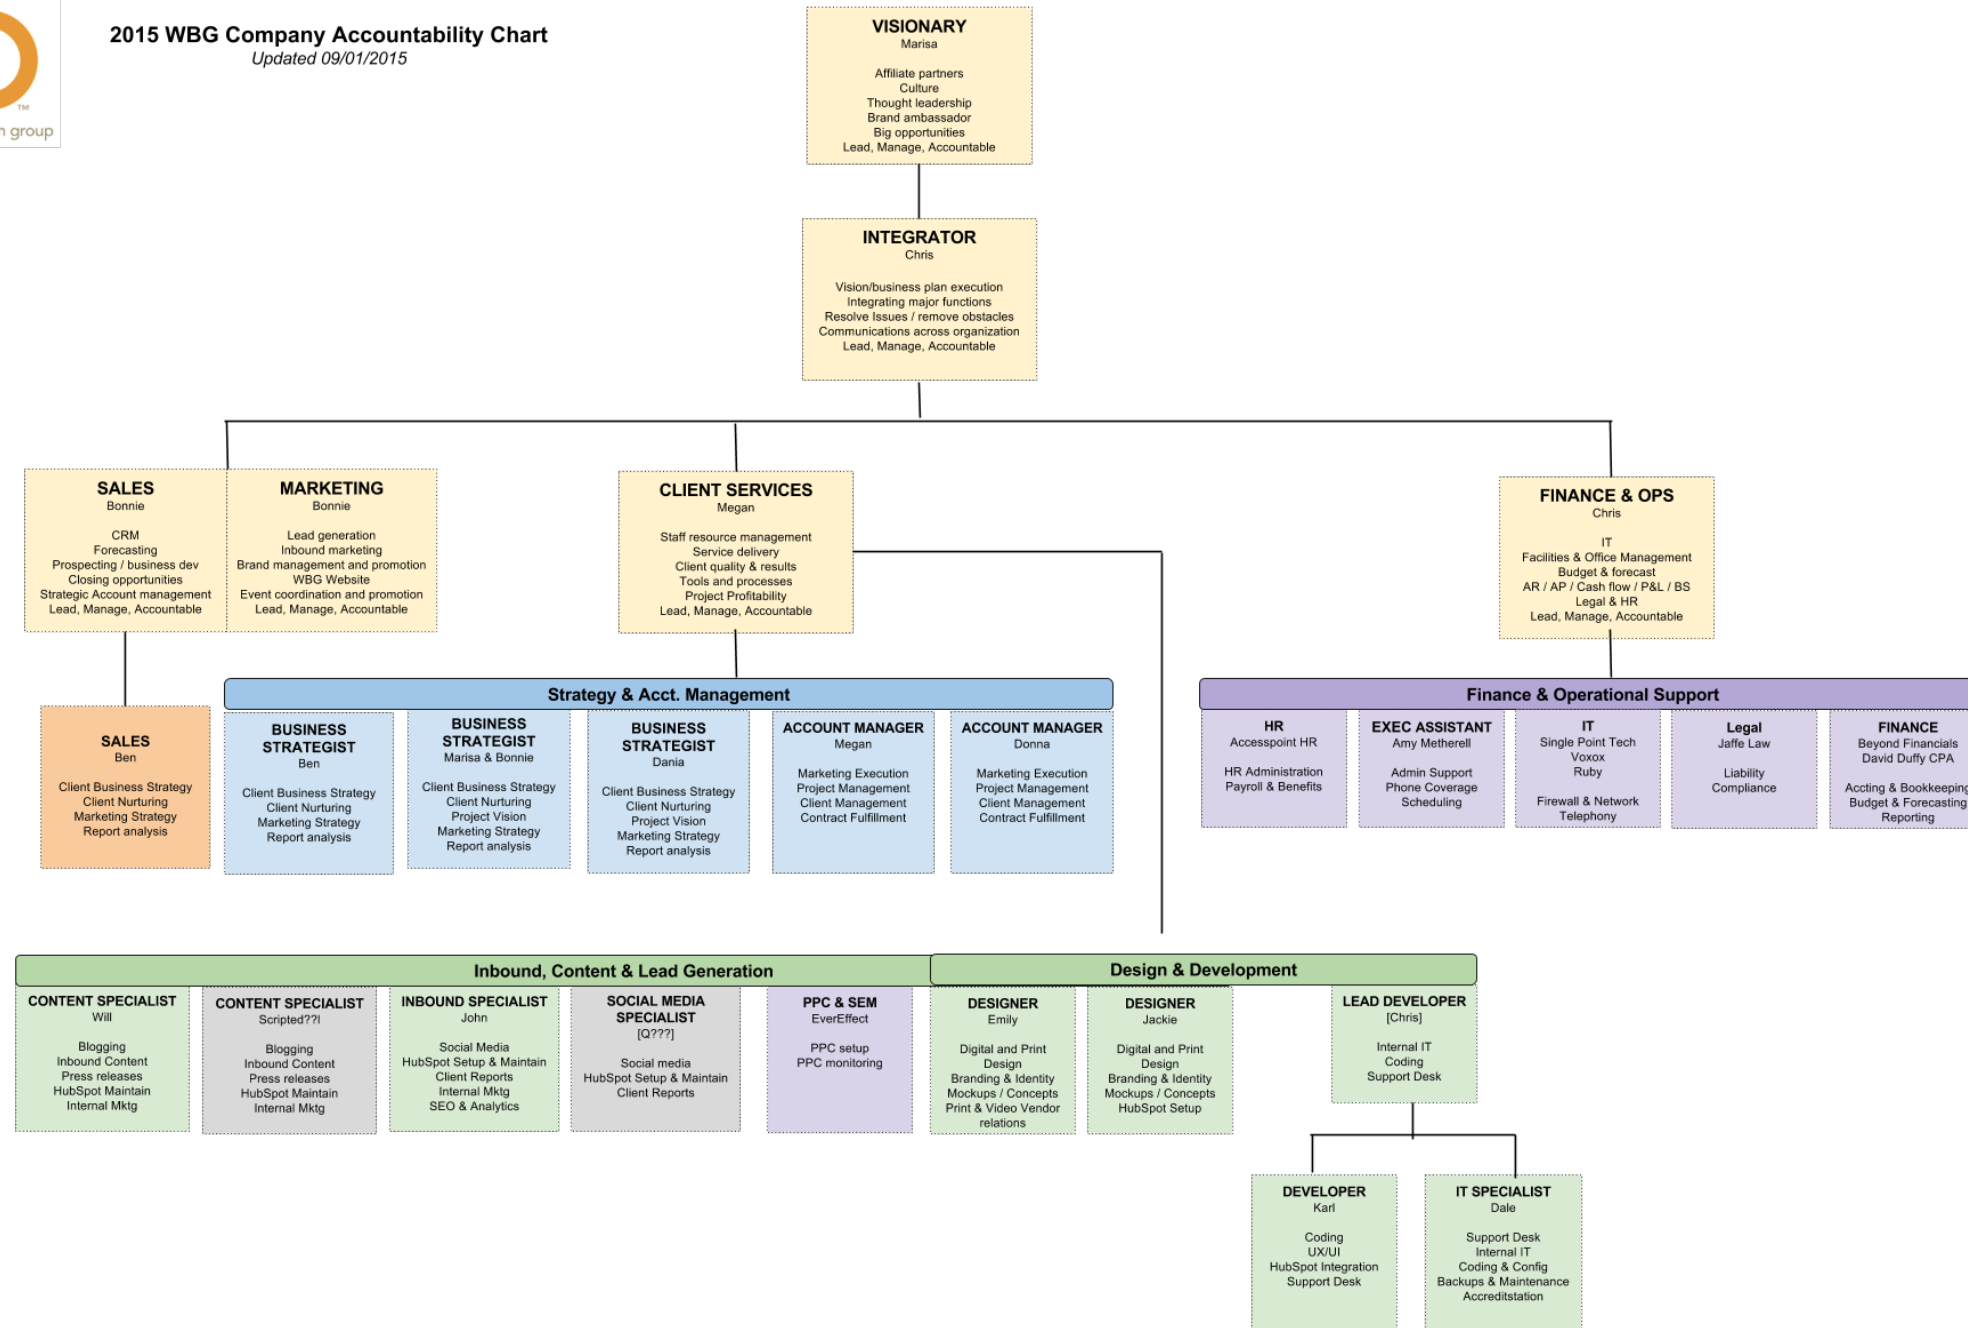 2015 WBG Company Accountability Chart
Updated 09/01/2015
TM
group
VISIONARY
Marisa
Affiliate partners
Culture
Thought leadership
Brand ambassador
Big opportunities
Lead, Manage, Accountable
INTEGRATOR
Chris
Vision/business plan execution
Integrating major functions
Resolve Issues / remove obstacles
Communications across organization
Lead, Manage, Accountable
SALES
Bonnie
CRM
Forecasting
Prospecting / business dev
Closing opportunities
Strategic Account management
Lead, Manage, Accountable
MARKETING
Bonnie
Lead generation
Inbound marketing
Brand management and promotion
WBG Website
Event coordination and promotion
Lead, Manage, Accountable
CLIENT SERVICES
Megan
Staff resource management
Service delivery
Client quality & results
Tools and processes
Project Profitability
Lead, Manage, Accountable
FINANCE & OPS
Chris
IT
Facilities & Office Management
Budget & forecast
AR / AP / Cash flow / P&L / BS
Legal & HR
Lead, Manage, Accountable
SALES
Ben
Client Business Strategy
Client Nurturing
Marketing Strategy
Report analysis
Strategy & Acct. Management
BUSINESS
STRATEGIST
Ben
Client Business Strategy
Client Nurturing
Marketing Strategy
Report analysis
BUSINESS
STRATEGIST
Marisa & Bonnie
Client Business Strategy
Client Nurturing
Project Vision
Marketing Strategy
Report analysis
BUSINESS
STRATEGIST
Dania
Client Business Strategy
Client Nurturing
Project Vision
Marketing Strategy
Report analysis
ACCOUNT MANAGER
Megan
Marketing Execution
Project Management
Client Management
Contract Fulfillment
ACCOUNT MANAGER
Donna
Marketing Execution
Project Management
Client Management
Contract Fulfillment
Finance & Operational Support
HR
Accesspoint HR
HR Administration
Payroll & Benefits
EXEC ASSISTANT
Amy Metherell
Admin Support
Phone Coverage
Scheduling
IT
Single Point Tech
Voxox
Ruby
Firewall & Network
Telephony
Legal
Jaffe Law
Liability
Compliance
FINANCE
Beyond Financials
David Duffy CPA
Accting & Bookkeeping
Budget & Forecasting
Reporting
Inbound, Content & Lead Generation
CONTENT SPECIALIST
Will
Blogging
Inbound Content
Press releases
HubSpot Maintain
Internal Mktg
CONTENT SPECIALIST
Scripted??I
Blogging
Inbound Content
Press releases
HubSpot Maintain
Internal Mktg
INBOUND SPECIALIST
John
Social Media
HubSpot Setup & Maintain
Client Reports
Internal Mktg
SEO & Analytics
SOCIAL MEDIA
SPECIALIST
[Q???]
Social media
HubSpot Setup & Maintain
Client Reports
PPC & SEM
EverEffect
PPC setup
PPC monitoring
Design & Development
DESIGNER
Emily
Digital and Print
Design
Branding & Identity
Mockups / Concepts
Print & Video Vendor
relations
DESIGNER
Jackie
Digital and Print
Design
Branding & Identity
Mockups / Concepts
HubSpot Setup
LEAD DEVELOPER
[Chris]
Internal IT
Coding
Support Desk
DEVELOPER
Karl
Coding
UX/UI
HubSpot Integration
Support Desk
IT SPECIALIST
Dale
Support Desk
Internal IT
Coding & Config
Backups & Maintenance
Accreditstation